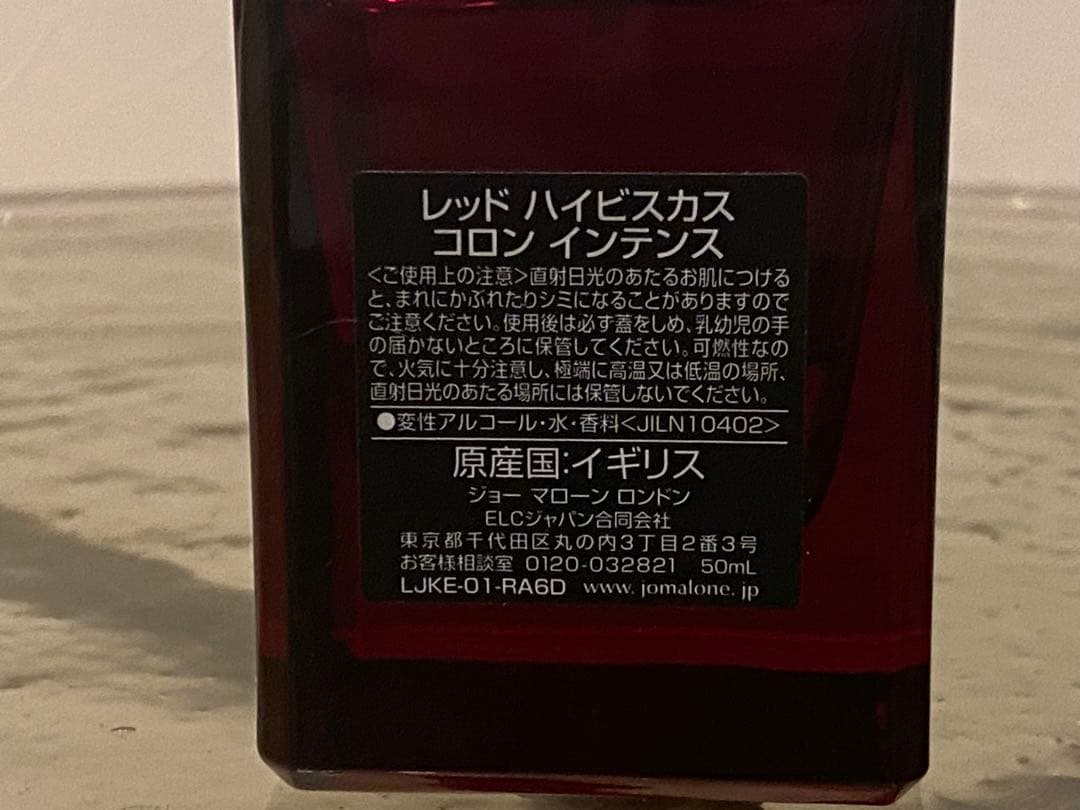 レッド ハイビスカス
コロン インテンス
<ご使用上の注意>直射日光のあたるお肌につける
と、まれにかぶれたりシミになることがありますので
ご注意ください。使用後は必ず蓋をしめ、乳幼児の手
の届かないところに保管してください。可燃性なの
で、火気に十分注意し、極端に高温又は低温の場所、
直射日光のあたる場所には保管しないでください。
●変性アルコール・水・香料<JILN10402>
原産国:イギリス
ジョー マローン ロンドン
ELCジャパン合同会社
東京都千代田区丸の内3丁目2番3号
お客様相談室 0120-032821 50mL
LJKE-01-RA6D www. jomalone. jp